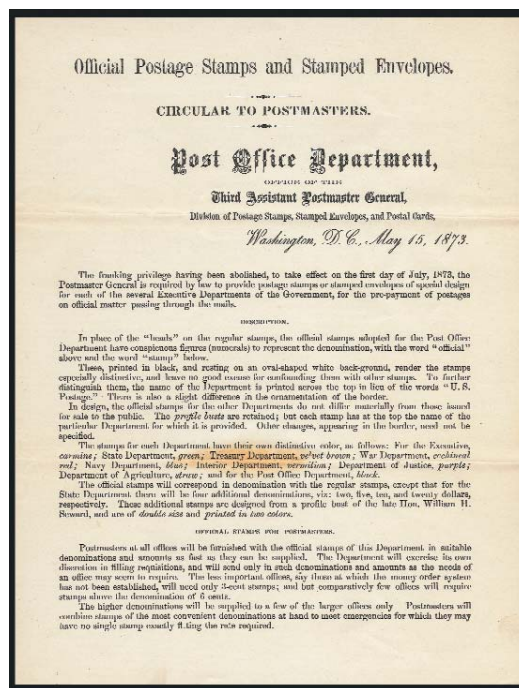 Official Postage Stamps and Stamped Envelopes.
CIRCULAR TO POSTMASTERS.
Post Office Department,
OFFICE OF THE
Third Assistant Postmaster General,
Division of Postage Stamps, Stamped Envelopes, and Postal Cards,
Washington, D. C., May 15, 1873.
The franking privilege having been abolished, to take effect on the first day of July, 1873, the
Postmaster General is required by law to provide postage stamps or stamped envelopes of special design
for each of the several Executive Departments of the Government, for the pre-payment of postages
on official matter passing through the mails.
DESCRIPTION.
In place of the "heads" on the regular stamps, the official stamps adopted for the Post Office
Department have conspicuous figures (numerals) to represent the denomination, with the word "official"
above and the word "stamp" below.
These, printed in black, and resting on an oval-shaped white back-ground, render the stamps
especially distinctive, and leave no good excuse for confounding them with other stamps. To further
distinguish them, the name of the Department is printed across the top in lieu of the words "U. S.
Postage." There is also a slight difference in the ornamentation of the border.
In design, the official stamps for the other Departments do not differ materially from those issued
for sale to the public. The profile busts are retained; but each stamp has at the top the name of the
particular Department for which it is provided. Other changes, appearing in the border, need not be
specified.
The stamps for each Department have their own distinctive color, as follows: For the Executive,
carmine; State Department, green; Treasury Department, velvet brown; War Department, cochineal
red; Navy Department, blue; Interior Department, vermilion; Department of Justice, purple;
Department of Agriculture, straw; and for the Post Office Department, black.
The official stamps will correspond in denomination with the regular stamps, except that for the
State Department there will be four additional denominations, viz: two, five, ten, and twenty dollars,
respectively. These additional stamps are designed from a profile bust of the late Hon. William H.
Seward, and are of double size and printed in two colors.
OFFICIAL STAMPS FOR POSTMASTERS.
Postmasters at all offices will be furnished with the official stamps of this Department in suitable
denominations and amounts as fast as they can be supplied. The Department will exercise its own
discretion in filling requisitions, and will send only in such denominations and amounts as the needs of
an office may seem to require. The less important offices, say those at which the money order system
has not been established, will need only 3-cent stamps; and but comparatively few offices will require
stamps above the denomination of 6 cents.
The higher denominations will be supplied to a few of the larger offices only Postmasters will
combine stamps of the most convenient denominations at hand to meet emergencies for which they may
have no single stamp exactly fitting the rate required.